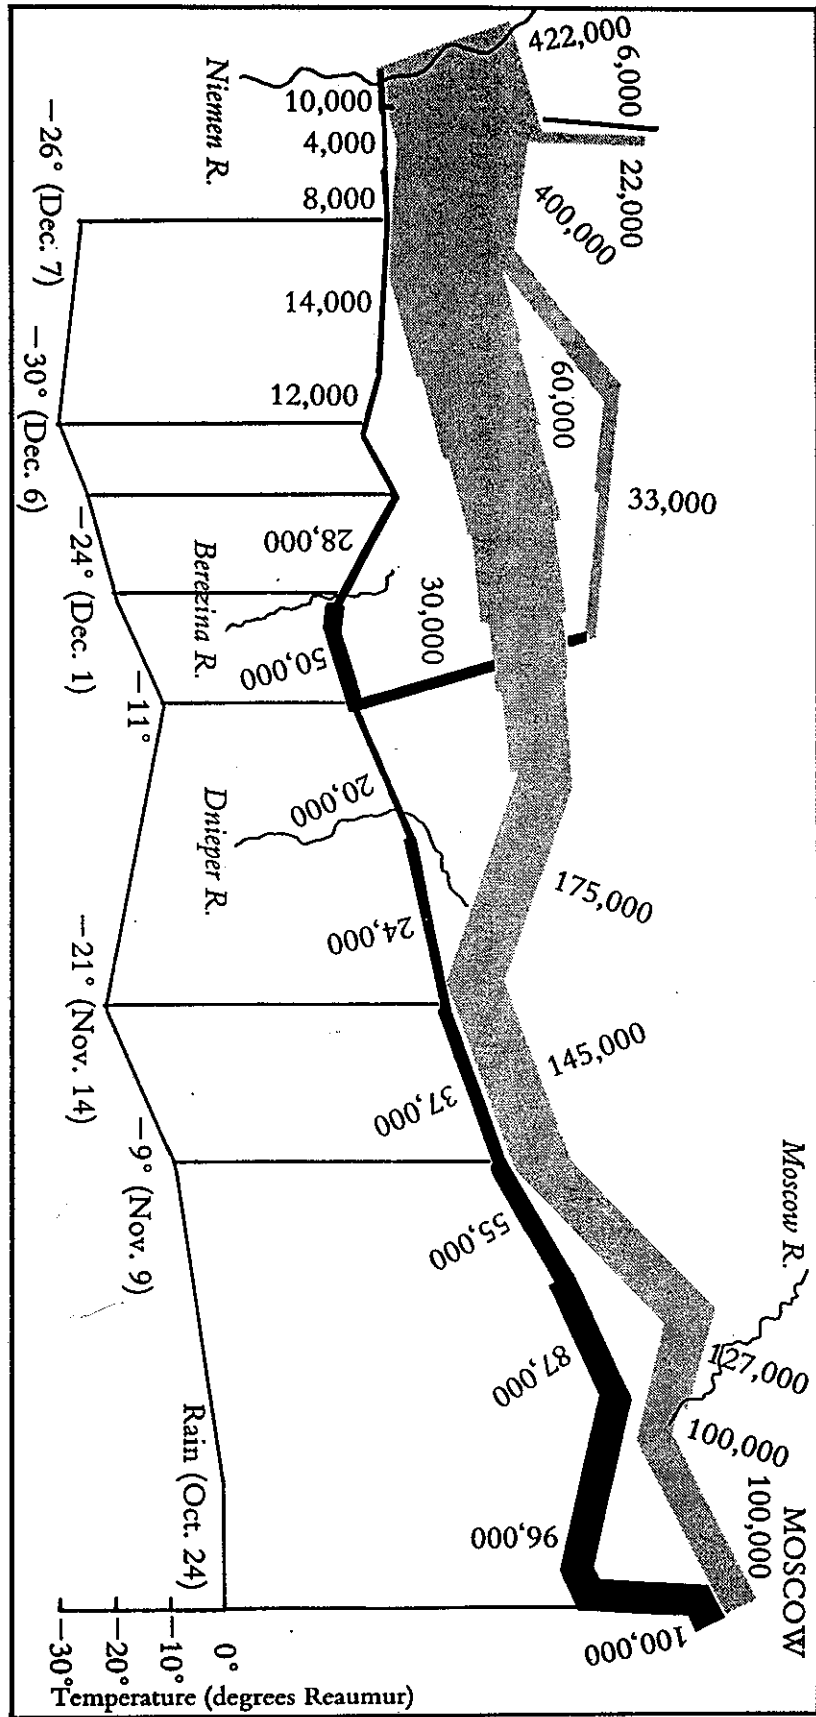 422,000
6,000
22,000
400,000
60,000
33,000
175,000
145,000
Moscow R.
127,000
100,000
100,000
MOSCOW
Niemen R.
10,000
4,000
8,000
14,000
12,000
28,000
Berezina R.
50,000
30,000
20,000
Dnieper R.
24,000
37,000
55,000
87,000
96,000
100,000
−26° (Dec. 7)
−30° (Dec. 6)
−24° (Dec. 1)
−11°
−21° (Nov. 14)
−9° (Nov. 9)
Rain (Oct. 24)
0°
−10°
−20°
−30°
Temperature (degrees Reaumur)